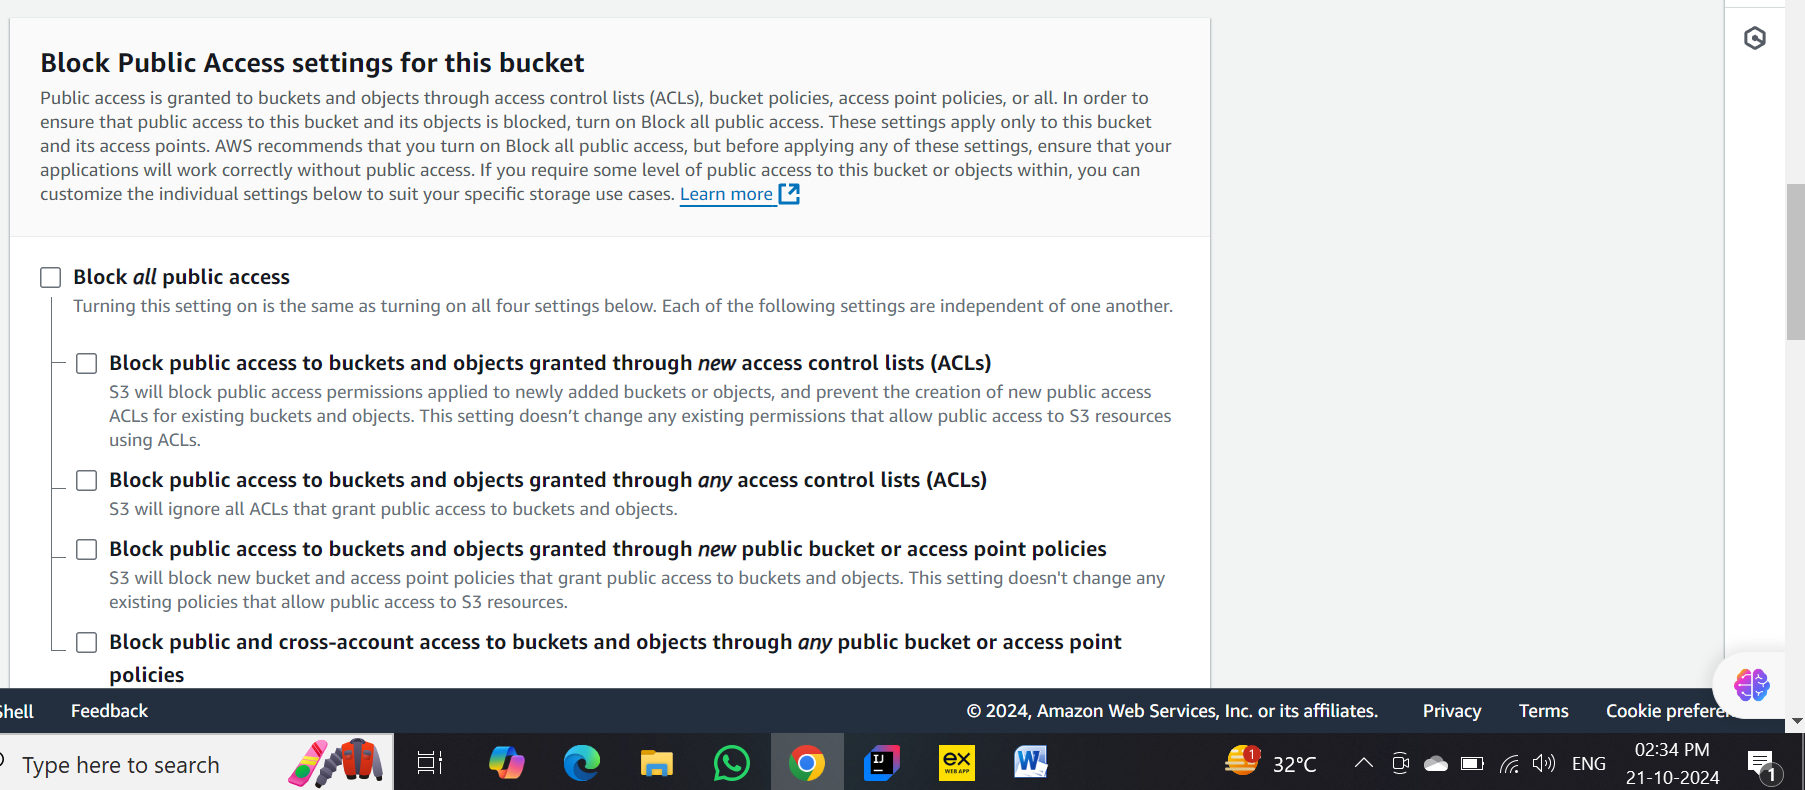 Block Public Access settings for this bucket
Public access is granted to buckets and objects through access control lists (ACLs), bucket policies, access point policies, or all. In order to
ensure that public access to this bucket and its objects is blocked, turn on Block all public access. These settings apply only to this bucket
and its access points. AWS recommends that you turn on Block all public access, but before applying any of these settings, ensure that your
applications will work correctly without public access. If you require some level of public access to this bucket or objects within, you can
customize the individual settings below to suit your specific storage use cases. Learn more
Block all public access
Turning this setting on is the same as turning on all four settings below. Each of the following settings are independent of one another.
Block public access to buckets and objects granted through new access control lists (ACLs)
S3 will block public access permissions applied to newly added buckets or objects, and prevent the creation of new public access
ACLs for existing buckets and objects. This setting doesn’t change any existing permissions that allow public access to S3 resources
using ACLs.
Block public access to buckets and objects granted through any access control lists (ACLs)
S3 will ignore all ACLs that grant public access to buckets and objects.
Block public access to buckets and objects granted through new public bucket or access point policies
S3 will block new bucket and access point policies that grant public access to buckets and objects. This setting doesn't change any
existing policies that allow public access to S3 resources.
Block public and cross-account access to buckets and objects through any public bucket or access point
policies
Shell Feedback © 2024, Amazon Web Services, Inc. or its affiliates. Privacy Terms Cookie prefere
Type here to search IJ ex WEB APP W 1 32°C ENG 02:34 PM
21-10-2024 1